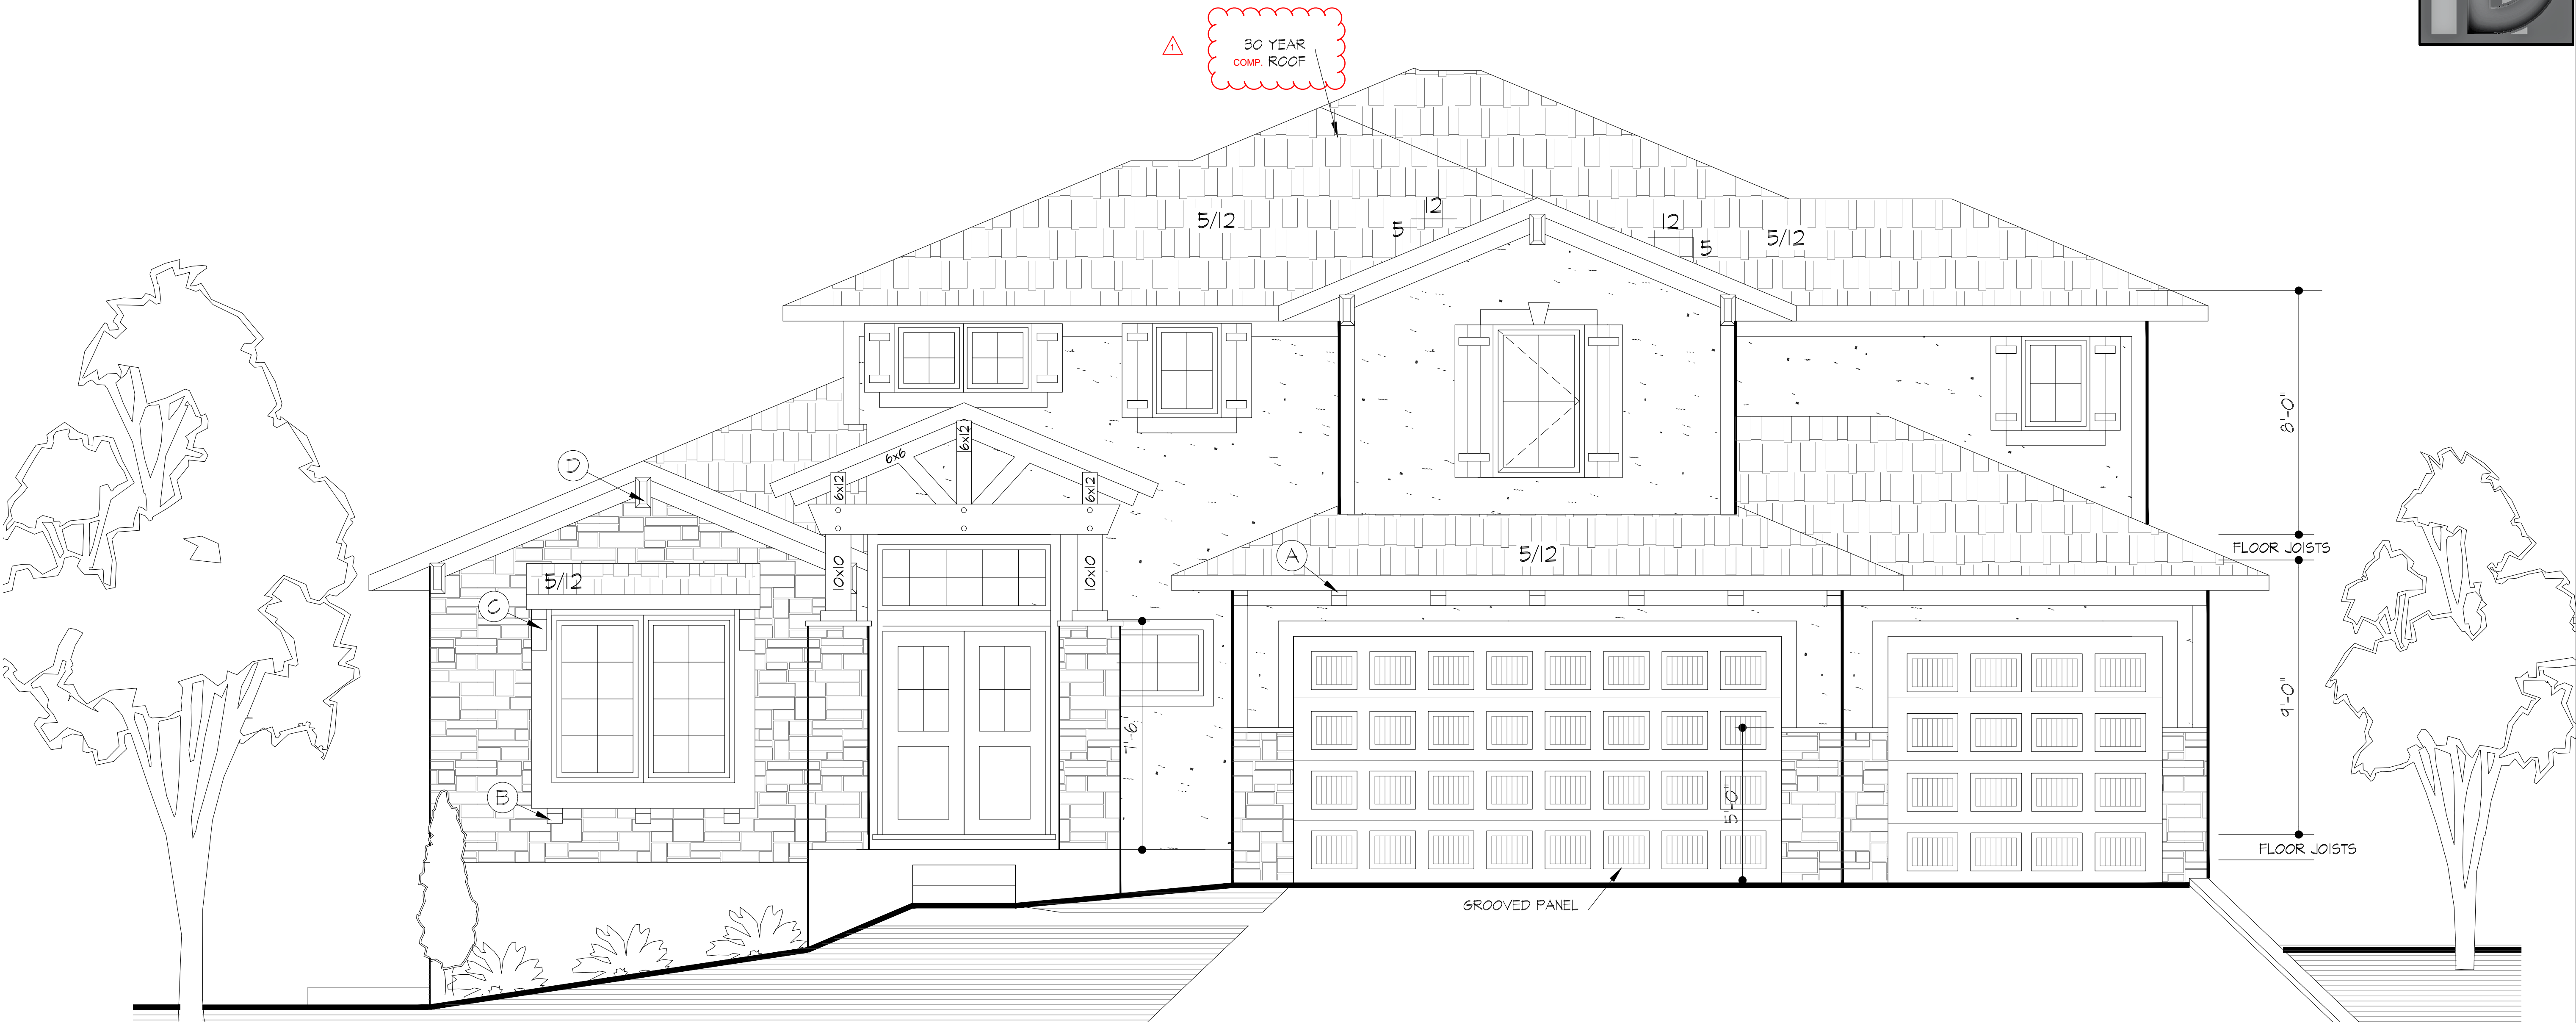 1
30 YEAR
COMP. ROOF
5/12
12
5
12
5
5/12
8'-0"
6x12
6x6
D
6x12
6x12
FLOOR JOISTS
A
5/12
10x10
10x10
5/12
C
7'-6"
9'-0"
B
5'-0"
FLOOR JOISTS
GROOVED PANEL